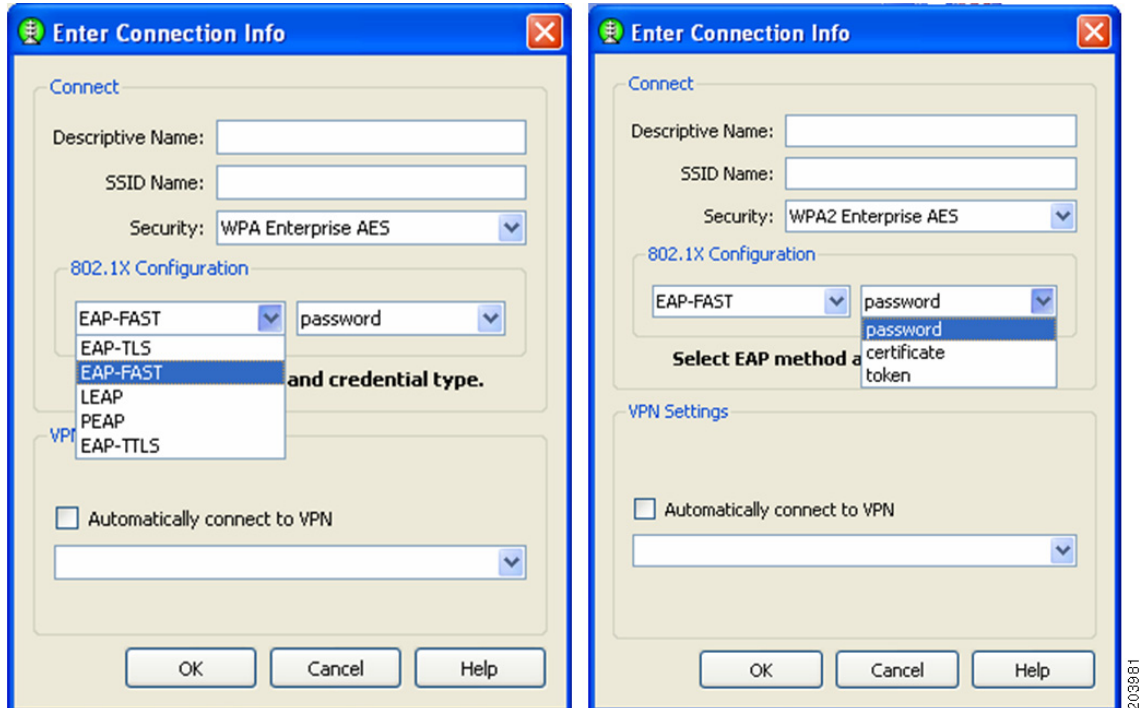 Enter Connection Info
Connect
Descriptive Name:
SSID Name:
Security: WPA Enterprise AES
802.1X Configuration
EAP-FAST password
EAP-TLS
EAP-FAST
and credential type.
LEAP
PEAP
VP
EAP-TTLS
Automatically connect to VPN
OK Cancel Help
Enter Connection Info
Connect
Descriptive Name:
SSID Name:
Security: WPA2 Enterprise AES
802.1X Configuration
EAP-FAST password
password
Select EAP method a
certificate
token
VPN Settings
Automatically connect to VPN
OK Cancel Help
203981